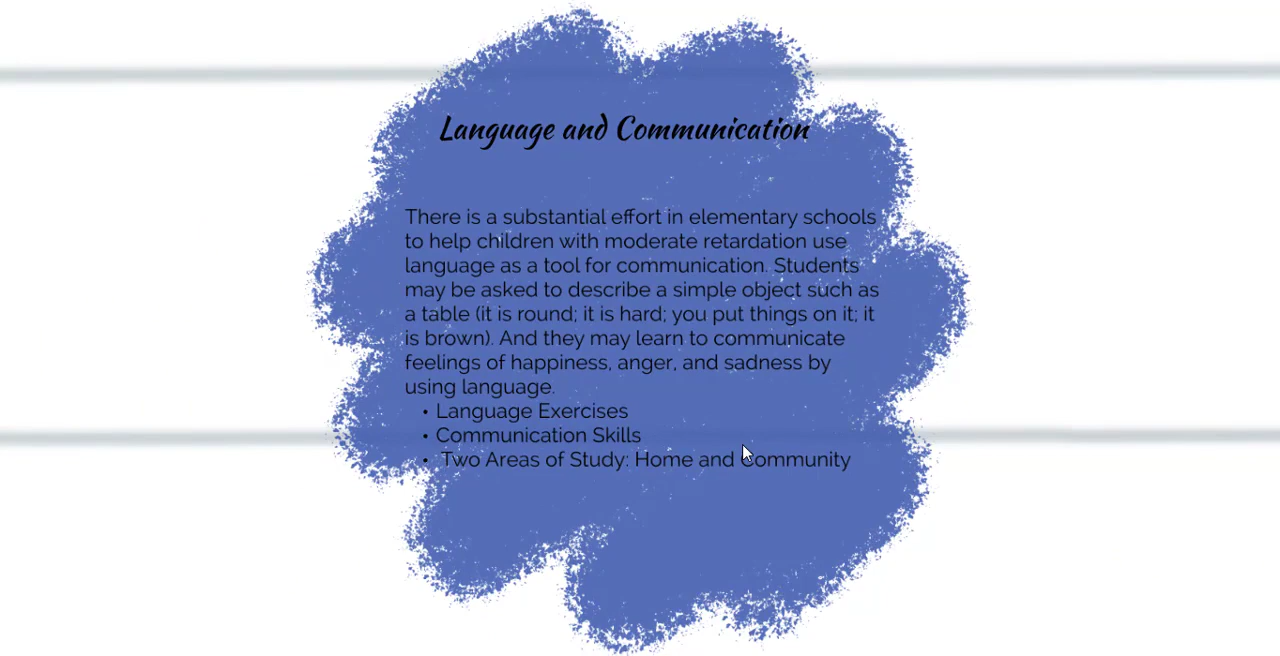 Language and Communication
There is a substantial effort in elementary schools
to help children with moderate retardation use
language as a tool for communication. Students
may be asked to describe a simple object such as
a table (it is round; it is hard; you put things on it; it
is brown). And they may learn to communicate
feelings of happiness, anger, and sadness by
using language.
• Language Exercises
• Communication Skills
• Two Areas of Study: Home and Community